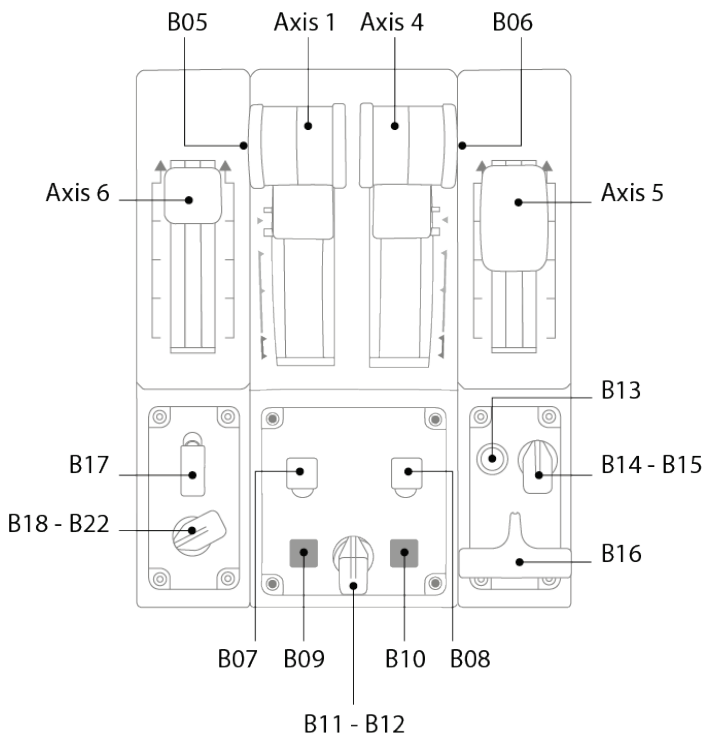 B05 Axis 1 Axis 4 B06
Axis 6 Axis 5
B13
B17 B14 - B15
B18 - B22
B16
B07 B09 B10 B08
B11 - B12